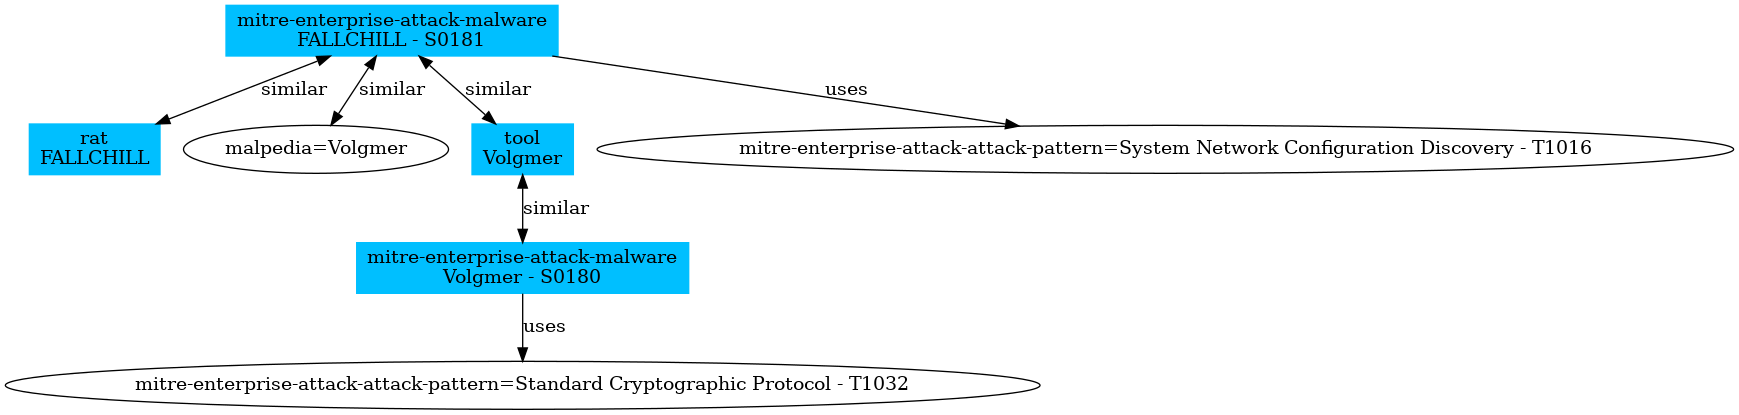 mitre-enterprise-attack-malware
FALLCHILL - S0181
similar
similar
similar
uses
rat
FALLCHILL
malpedia=Volgmer
tool
Volgmer
mitre-enterprise-attack-attack-pattern=System Network Configuration Discovery - T1016
similar
mitre-enterprise-attack-malware
Volgmer - S0180
uses
mitre-enterprise-attack-attack-pattern=Standard Cryptographic Protocol - T1032